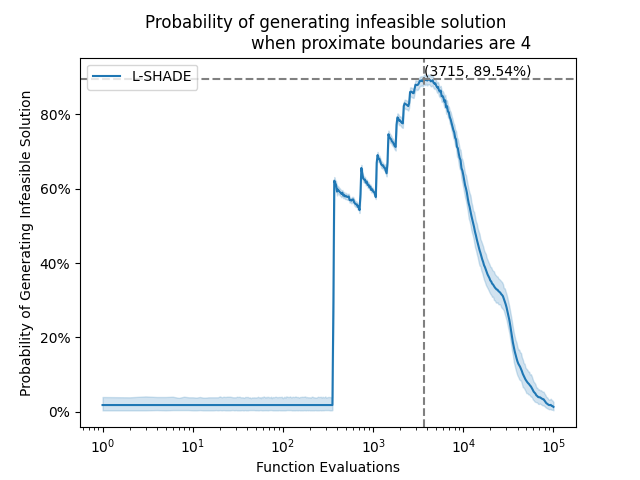 Probability of generating infeasible solution
when proximate boundaries are 4
(3715, 89.54%)
L-SHADE
Probability of Generating Infeasible Solution
80%
60%
40%
20%
0%
10⁰ 10¹ 10² 10³ 10⁴ 10⁵
Function Evaluations